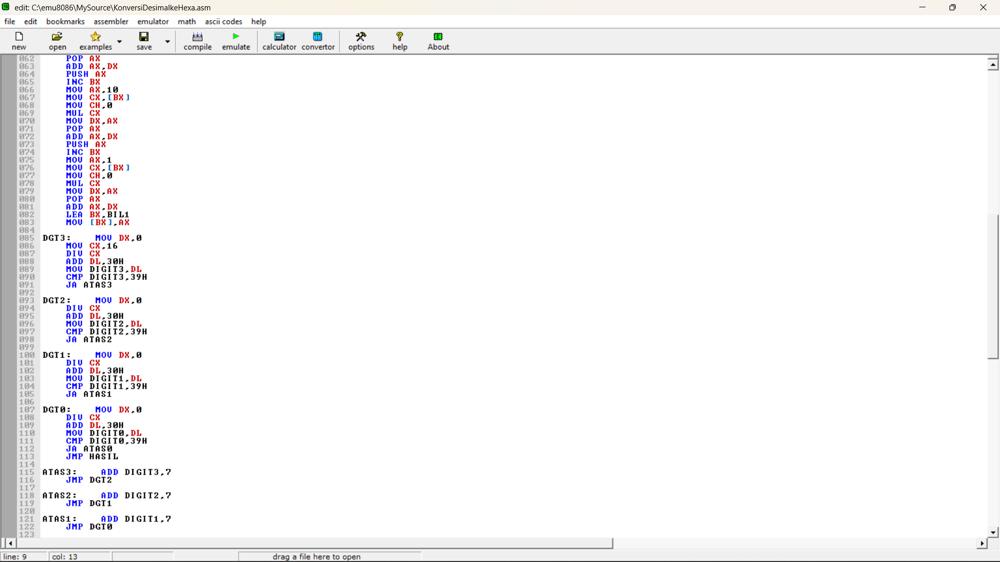 edit: C:\emu8086\MySource\KonversiDesimalkeHexa.asm
file edit bookmarks assembler emulator math ascii codes help
new open examples save compile emulate calculator convertor options help About
062 POP AX
063 ADD AX,DX
064 PUSH AX
065 INC BX
066 MOV AX,10
067 MOV CX,[BX]
068 MOV CH,0
069 MUL CX
070 MOV DX,AX
071 POP AX
072 ADD AX,DX
073 PUSH AX
074 INC BX
075 MOV AX,1
076 MOV CX,[BX]
077 MOV CH,0
078 MUL CX
079 MOV DX,AX
080 POP AX
081 ADD AX,DX
082 LEA BX,BIL1
083 MOV [BX],AX
084
085 DGT3: MOV DX,0
086 MOV CX,16
087 DIV CX
088 ADD DL,30H
089 MOV DIGIT3,DL
090 CMP DIGIT3,39H
091 JA ATAS3
092
093 DGT2: MOV DX,0
094 DIV CX
095 ADD DL,30H
096 MOV DIGIT2,DL
097 CMP DIGIT2,39H
098 JA ATAS2
099
100 DGT1: MOV DX,0
101 DIV CX
102 ADD DL,30H
103 MOV DIGIT1,DL
104 CMP DIGIT1,39H
105 JA ATAS1
106
107 DGT0: MOV DX,0
108 DIV CX
109 ADD DL,30H
110 MOV DIGIT0,DL
111 CMP DIGIT0,39H
112 JA ATAS0
113 JMP HASIL
114
115 ATAS3: ADD DIGIT3,7
116 JMP DGT2
117
118 ATAS2: ADD DIGIT2,7
119 JMP DGT1
120
121 ATAS1: ADD DIGIT1,7
122 JMP DGT0
123
line: 9 col: 13 drag a file here to open